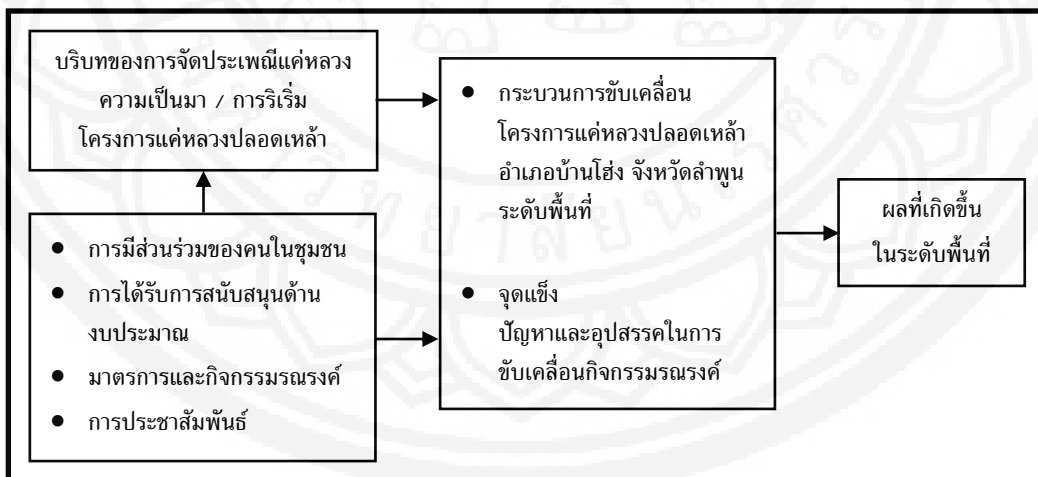 บริบทของการจัดประเพณีแค่หลวง
ความเป็นมา / การริเริ่ม
โครงการแค่หลวงปลอดเหล้า
● การมีส่วนร่วมของคนในชุมชน
● การได้รับการสนับสนุนด้าน
งบประมาณ
● มาตรการและกิจกรรมรณรงค์
● การประชาสัมพันธ์
● กระบวนการขับเคลื่อน
โครงการแค่หลวงปลอดเหล้า
อำเภอบ้านโฮ่ง จังหวัดลำพูน
ระดับพื้นที่
● จุดแข็ง
ปัญหาและอุปสรรคในการ
ขับเคลื่อนกิจกรรมรณรงค์
ผลที่เกิดขึ้น
ในระดับพื้นที่